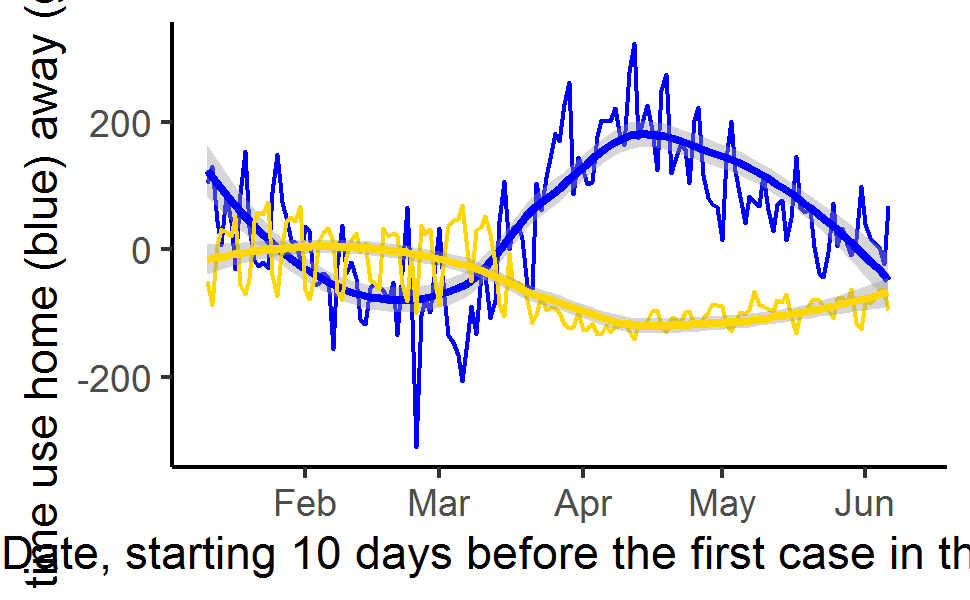 time use home (blue) away (
200
0
-200
Feb Mar Apr May Jun
Date, starting 10 days before the first case in th